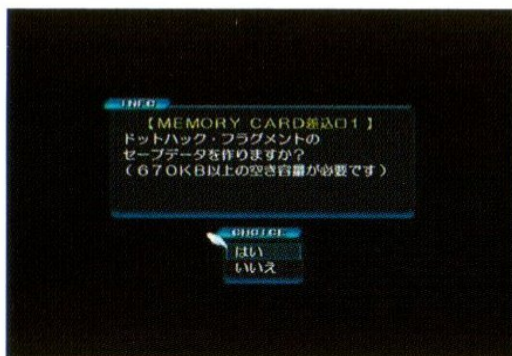 INFO
【MEMORY CARD差込口1】
ドットハック・フラグメントの
セーブデータを作りますか？
(670KB以上の空き容量が必要です)
CHOICE
はい
いいえ